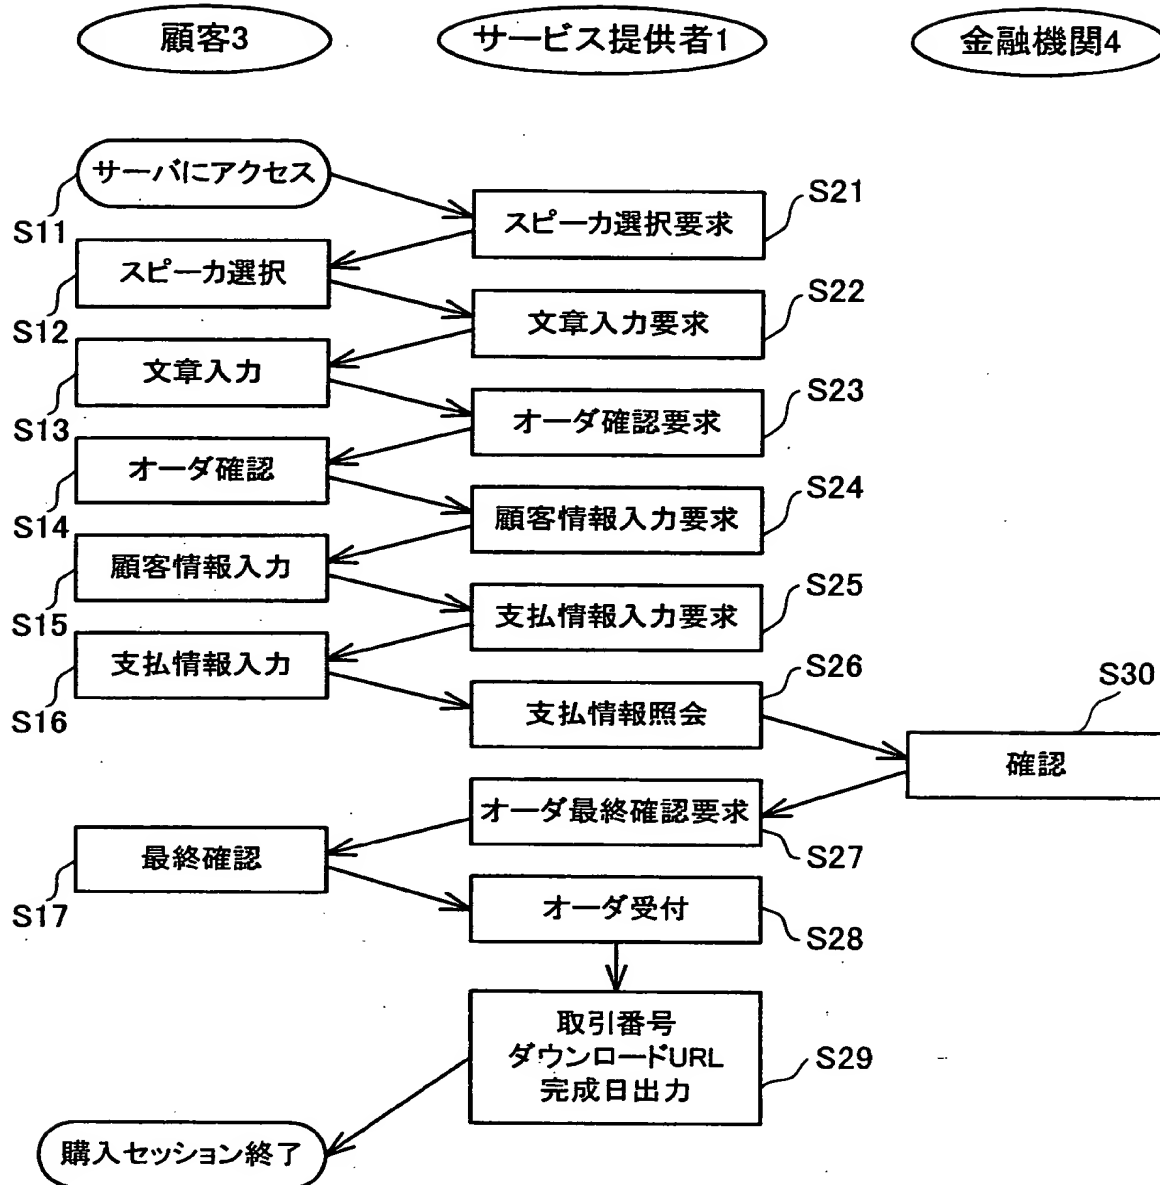 顧客3
サービス提供者1
金融機関4
サーバにアクセス
S11
スピーカ選択要求
S21
スピーカ選択
S12
文章入力要求
S22
文章入力
S13
オーダ確認要求
S23
オーダ確認
S14
顧客情報入力要求
S24
顧客情報入力
S15
支払情報入力要求
S25
支払情報入力
S16
支払情報照会
S26
確認
S30
オーダ最終確認要求
S27
最終確認
S17
オーダ受付
S28
取引番号
ダウンロードURL
完成日出力
S29
購入セッション終了